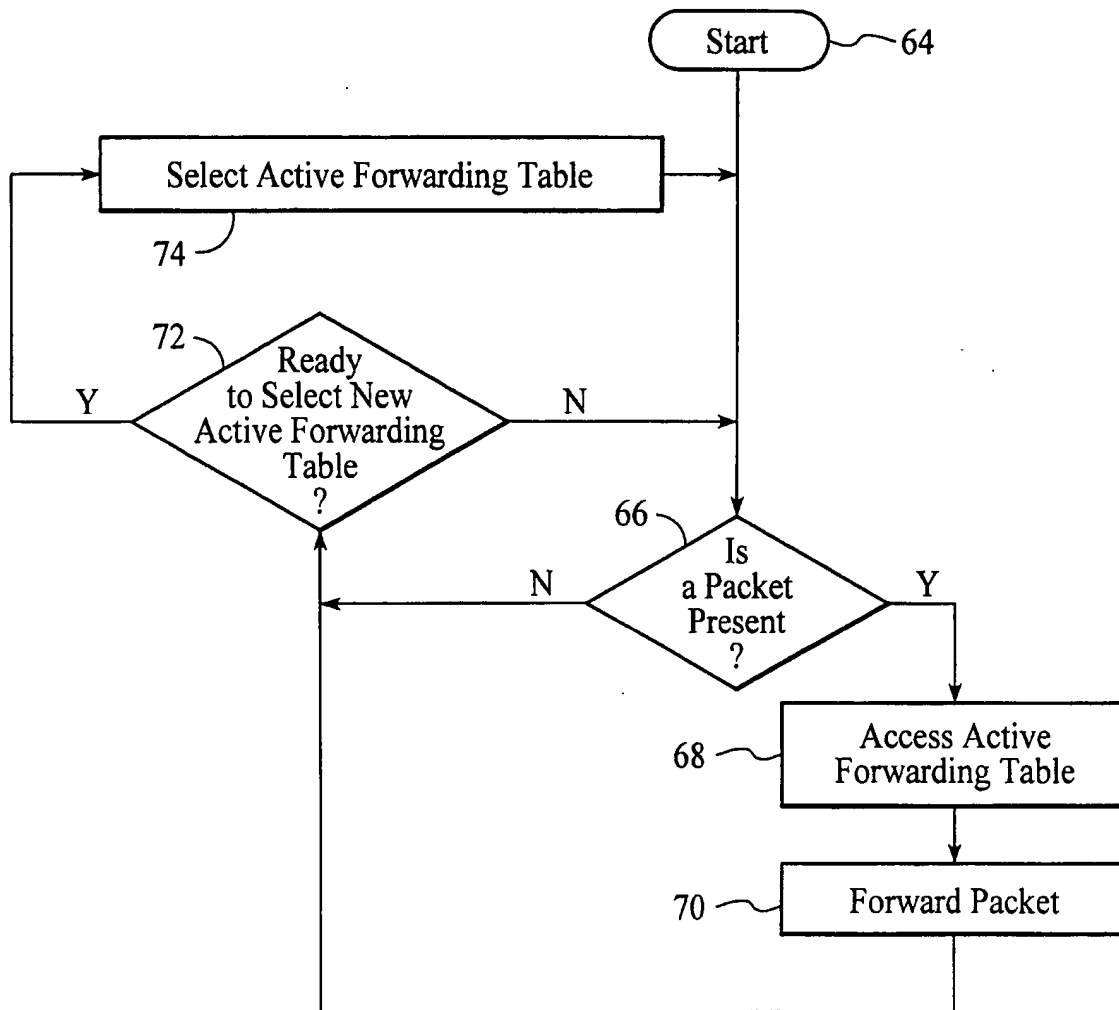 Start
64
Select Active Forwarding Table
74
72
Ready
to Select New
Active Forwarding
Table
?
Y
N
66
Is
a Packet
Present
?
N
Y
68
Access Active
Forwarding Table
70
Forward Packet